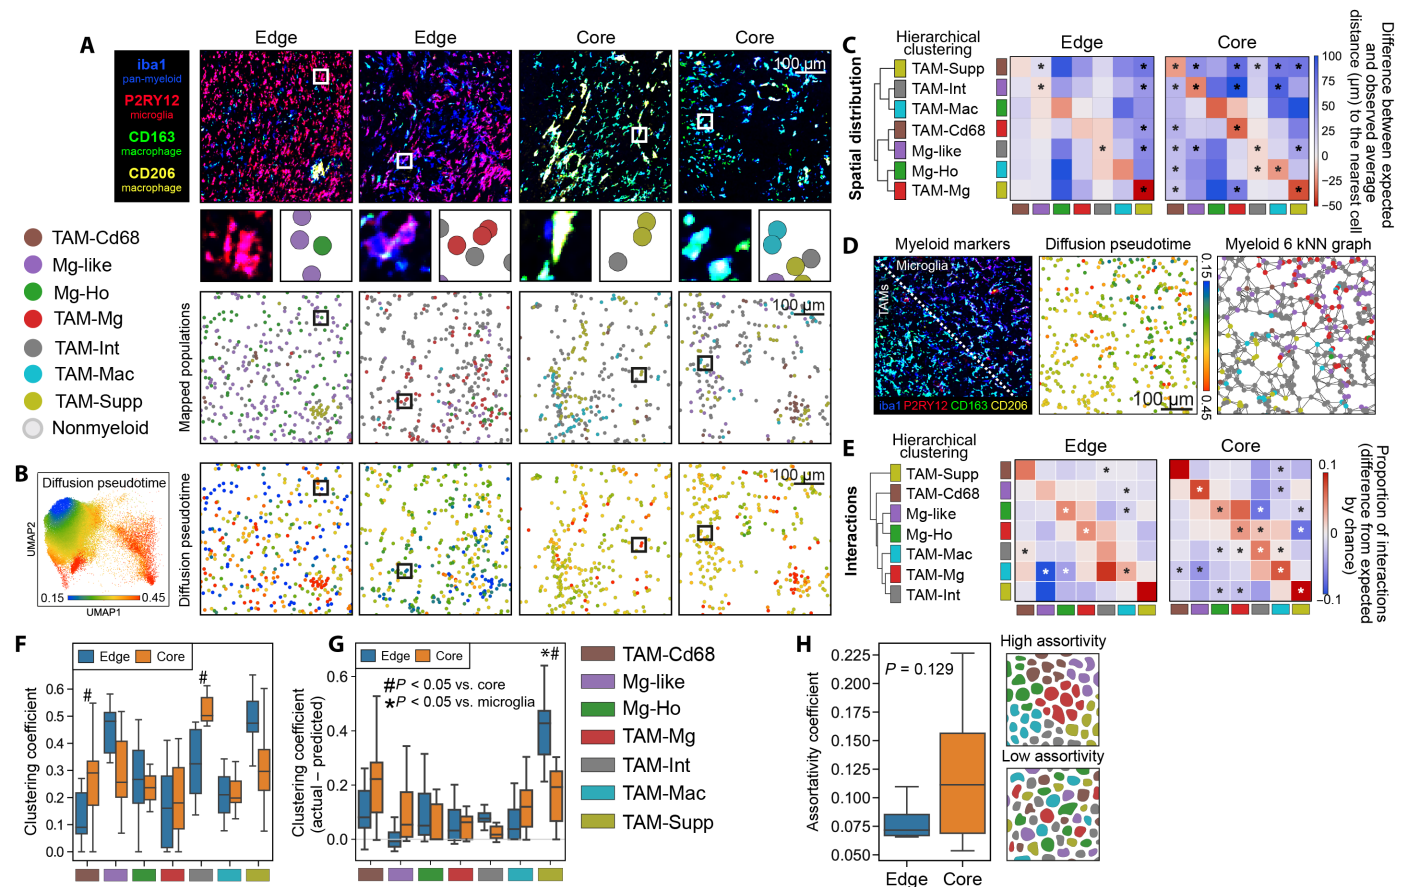 A
Edge
Edge
Core
Core
iba1
pan-myeloid
P2RY12
microglia
CD163
macrophage
CD206
macrophage
100 µm
TAM-Cd68
Mg-like
Mg-Ho
TAM-Mg
TAM-Int
TAM-Mac
TAM-Supp
Nonmyeloid
Mapped populations
100 µm
B
Diffusion pseudotime
UMAP2
0.15
0.45
UMAP1
Diffusion pseudotime
100 µm
C
Hierarchical
clustering
Edge
Core
Spatial distribution
TAM-Supp
TAM-Int
TAM-Mac
TAM-Cd68
Mg-like
Mg-Ho
TAM-Mg
* * * * * * * *
* * * * * *
* * *
* * * * * *
* * *
* * * *
100
75
50
25
0
−25
−50
Difference between expected
and observed average
distance (µm) to the nearest cell
D
Myeloid markers
Diffusion pseudotime
Myeloid 6 kNN graph
Microglia
TAMs
iba1 P2RY12 CD163 CD206
100 µm
0.15
0.45
E
Hierarchical
clustering
Edge
Core
Interactions
TAM-Supp
TAM-Cd68
Mg-like
Mg-Ho
TAM-Mac
TAM-Mg
TAM-Int
* *
* * *
* * * * *
* * * *
* * * * *
* * * * * *
* * *
0.1
0
−0.1
Proportion of interactions
(difference from expected
by chance)
F
Edge
Core
Clustering coefficient
0.6
0.5
0.4
0.3
0.2
0.1
0.0
#
#
G
Edge
Core
# P < 0.05 vs. core
* P < 0.05 vs. microglia
*#
Clustering coefficient
(actual – predicted)
0.6
0.4
0.2
0.0
TAM-Cd68
Mg-like
Mg-Ho
TAM-Mg
TAM-Int
TAM-Mac
TAM-Supp
H
P = 0.129
Assortativity coefficient
0.225
0.200
0.175
0.150
0.125
0.100
0.075
0.050
Edge
Core
High assortivity
Low assortivity